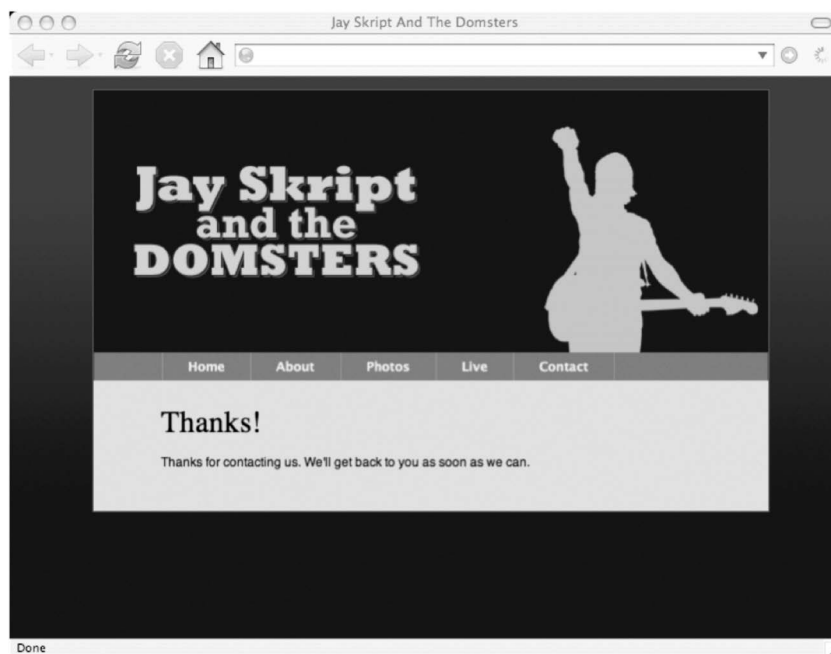 Jay Skript And The Domsters
Jay Skript
and the
DOMSTERS
Home About Photos Live Contact
Thanks!
Thanks for contacting us. We'll get back to you as soon as we can.
Done